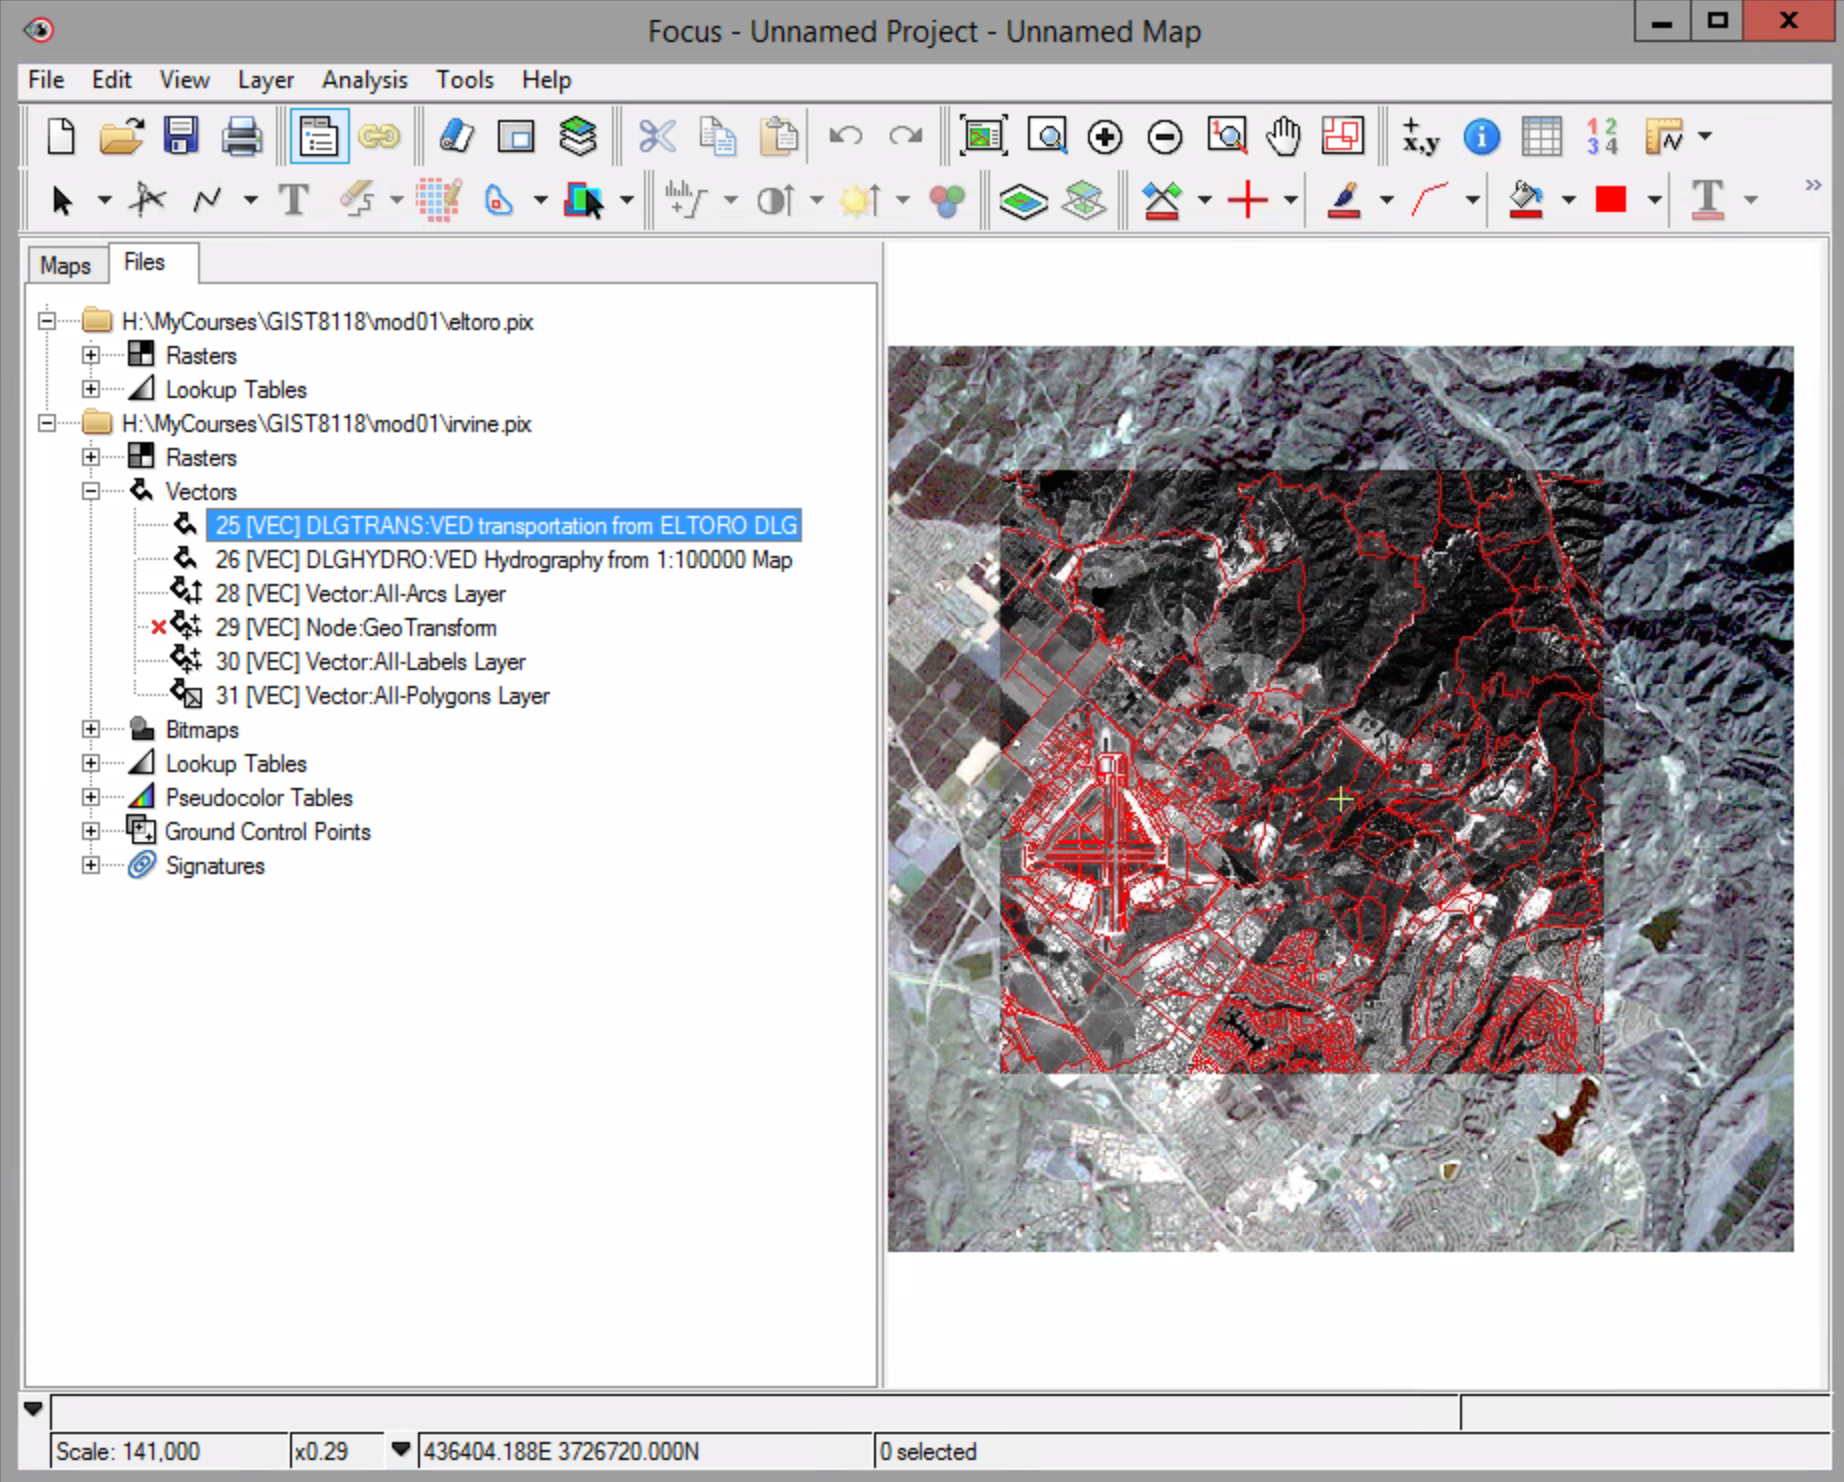 Focus - Unnamed Project - Unnamed Map
File Edit View Layer Analysis Tools Help
Maps Files
H:\MyCourses\GIST8118\mod01\eltoro.pix
Rasters
Lookup Tables
H:\MyCourses\GIST8118\mod01\irvine.pix
Rasters
Vectors
25 [VEC] DLGTRANS:VED transportation from ELTORO DLG
26 [VEC] DLGHYDRO:VED Hydrography from 1:100000 Map
28 [VEC] Vector:All-Arcs Layer
29 [VEC] Node:GeoTransform
30 [VEC] Vector:All-Labels Layer
31 [VEC] Vector:All-Polygons Layer
Bitmaps
Lookup Tables
Pseudocolor Tables
Ground Control Points
Signatures
Scale: 141,000 x0.29 436404.188E 3726720.000N 0 selected